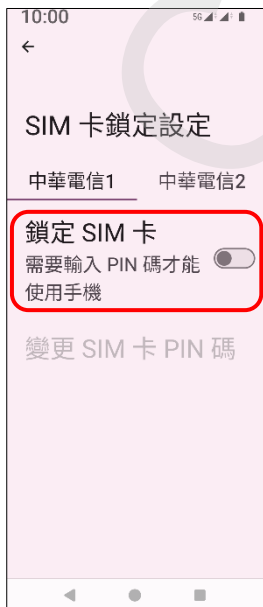 10:00 5G
SIM 卡鎖定設定
中華電信1 中華電信2
鎖定 SIM 卡
需要輸入 PIN 碼才能
使用手機
變更 SIM 卡 PIN 碼